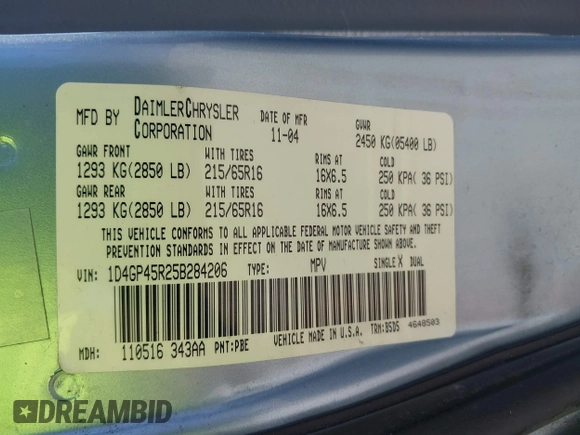 MFD BY DAIMLERCHRYSLER CORPORATION DATE OF MFR 11-04 GVWR 2450 KG(05400 LB)
GAWR FRONT WITH TIRES RIMS AT COLD
1293 KG(2850 LB) 215/65R16 16X6.5 250 KPA( 36 PSI)
GAWR REAR WITH TIRES RIMS AT COLD
1293 KG(2850 LB) 215/65R16 16X6.5 250 KPA( 36 PSI)
THIS VEHICLE CONFORMS TO ALL APPLICABLE FEDERAL MOTOR VEHICLE SAFETY AND THEFT
PREVENTION STANDARDS IN EFFECT ON THE DATE OF MANUFACTURE SHOWN ABOVE.
VIN: 1D4GP45R25B284206 TYPE: MPV SINGLE X DUAL
VEHICLE MADE IN U.S.A. TRN:BSDS 4648503
MDH: 110516 343AA PNT:PBE
DREAMBID